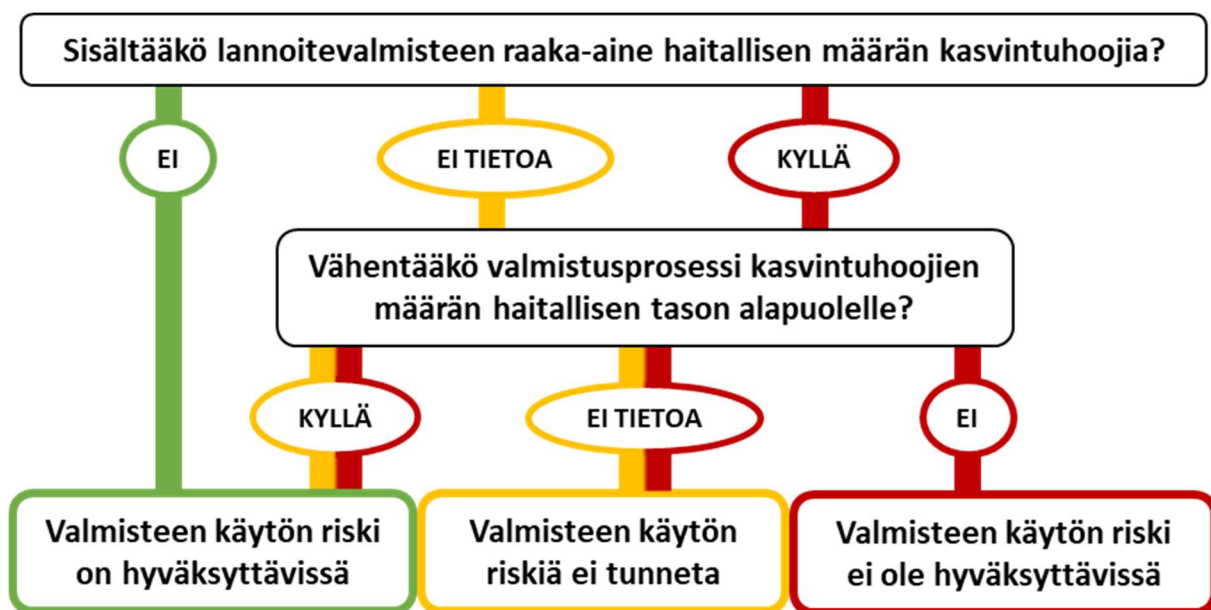 Sisältääkö lannoitevalmisteen raaka-aine haitallisen määrän kasvintuhoojia?
EI
EI TIETOA
KYLLÄ
Vähentääkö valmistusprosessi kasvintuhoojien
määrän haitallisen tason alapuolelle?
KYLLÄ
EI TIETOA
EI
Valmisteen käytön riski
on hyväksyttävissä
Valmisteen käytön
riskiä ei tunneta
Valmisteen käytön riski
ei ole hyväksyttävissä